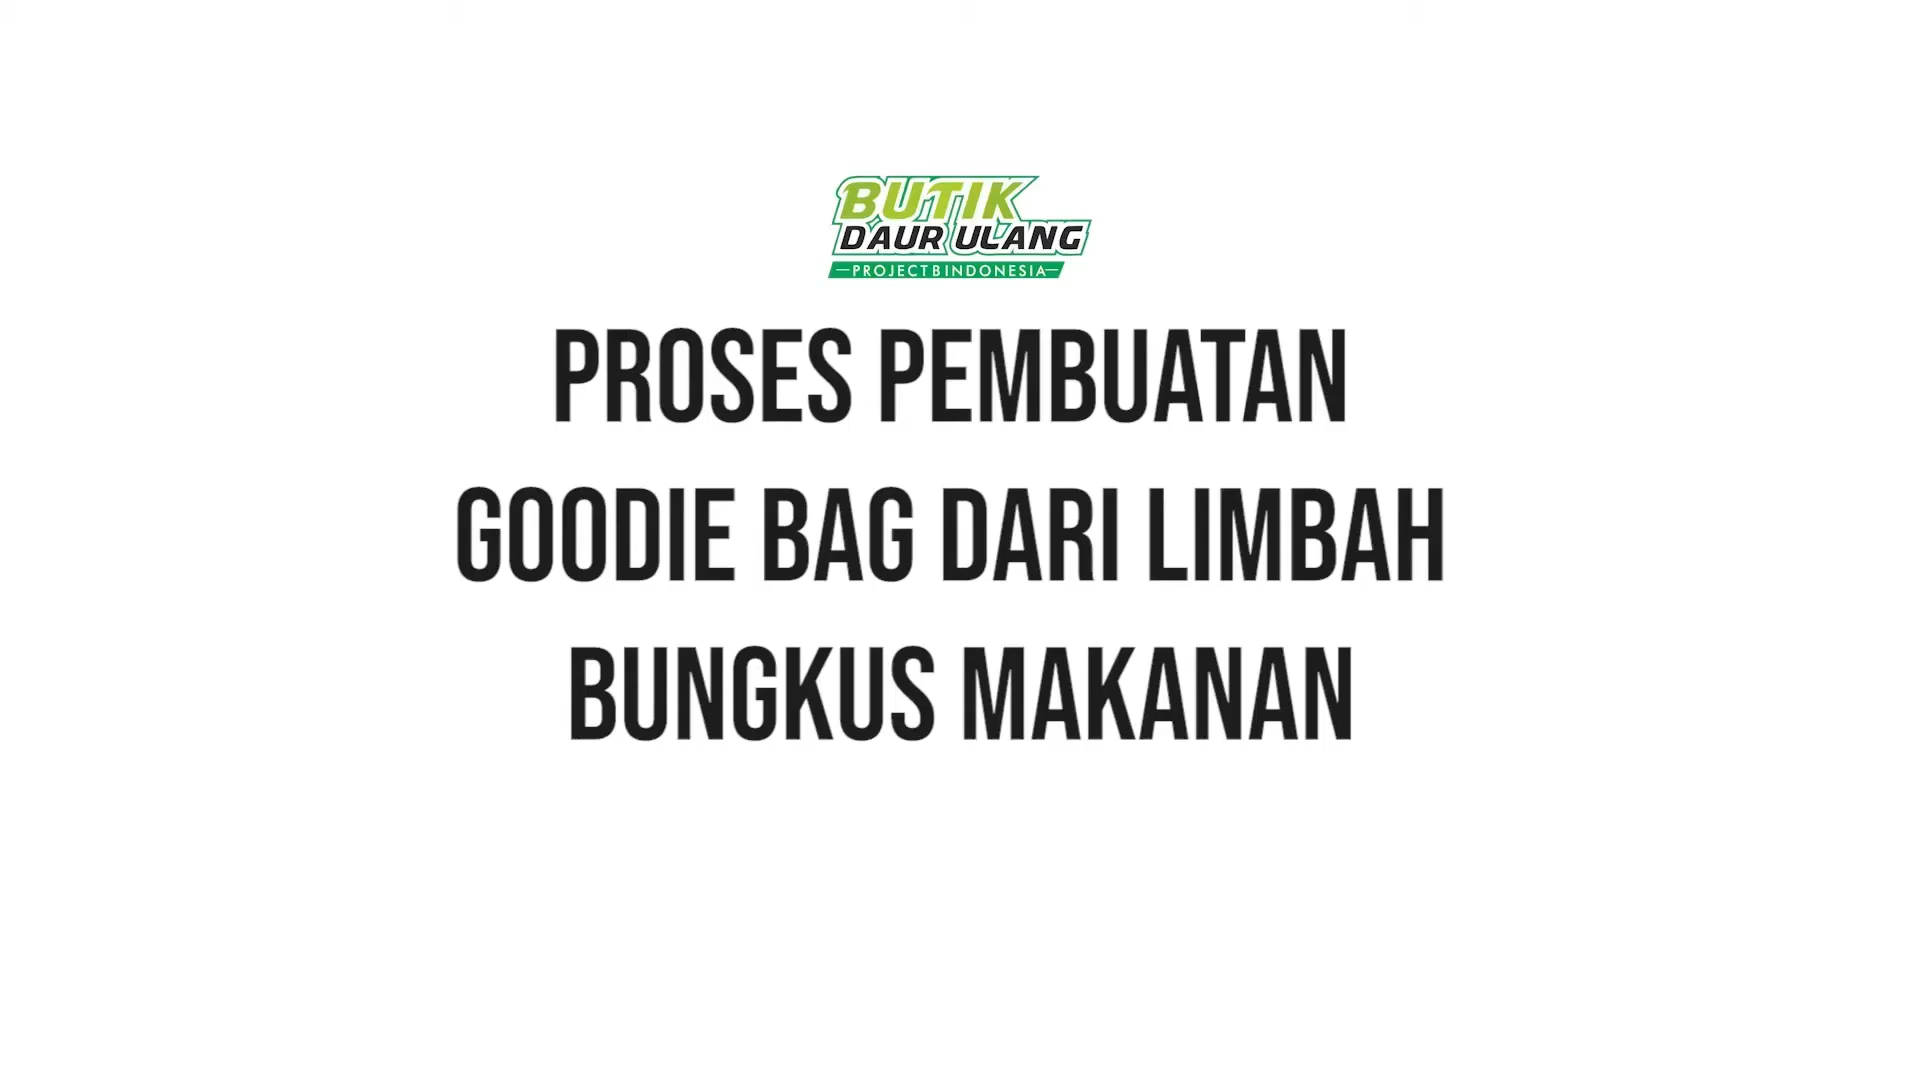 BUTIK
DAUR ULANG
PROJECTBINDONESIA
PROSES PEMBUATAN
GOODIE BAG DARI LIMBAH
BUNGKUS MAKANAN